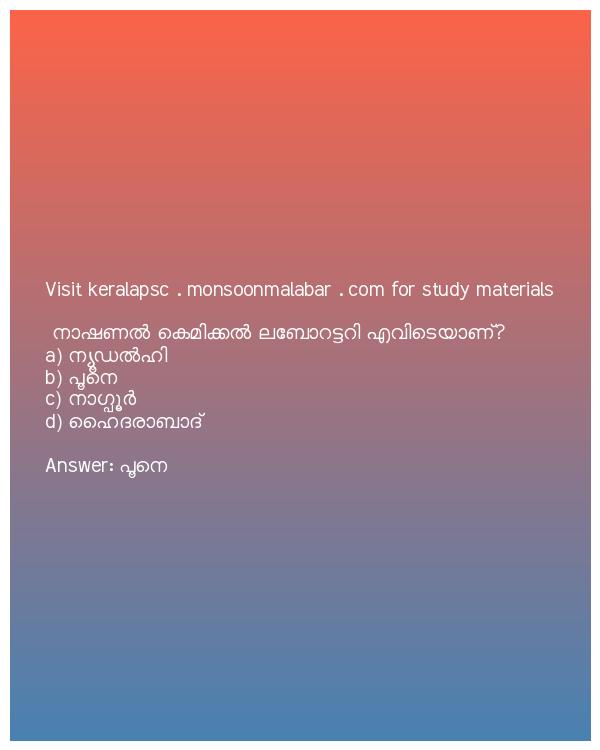 Visit keralapsc . monsoonmalabar . com for study materials
നാഷണൽ കെമിക്കൽ ലബോറട്ടറി എവിടെയാണ്?
a) ന്യൂഡൽഹി
b) പൂനെ
c) നാഗ്പൂർ
d) ഹൈദരാബാദ്
Answer: പൂനെ